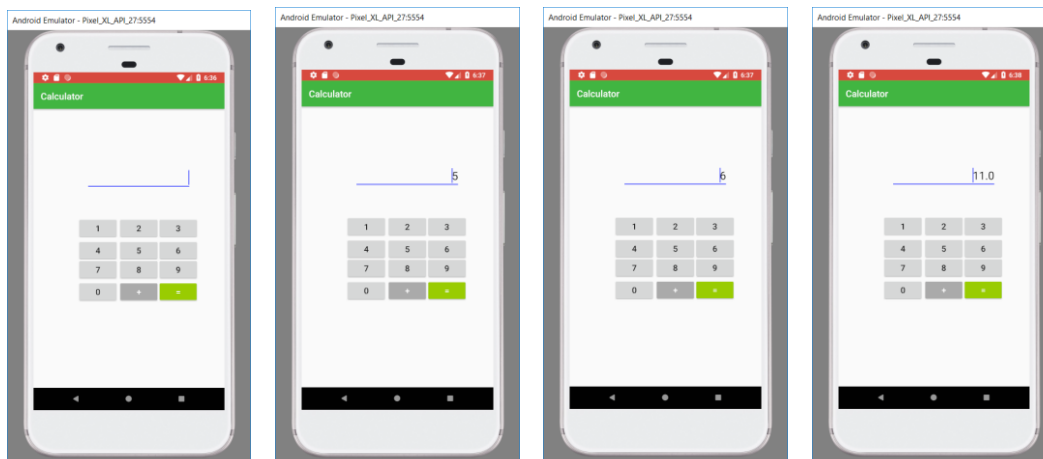 Android Emulator - Pixel_XL_API_27:5554
6:36
Calculator
1 2 3
4 5 6
7 8 9
0 + =
Android Emulator - Pixel_XL_API_27:5554
6:37
Calculator
5
1 2 3
4 5 6
7 8 9
0 + =
Android Emulator - Pixel_XL_API_27:5554
6:37
Calculator
6
1 2 3
4 5 6
7 8 9
0 + =
Android Emulator - Pixel_XL_API_27:5554
6:38
Calculator
11.0
1 2 3
4 5 6
7 8 9
0 + =